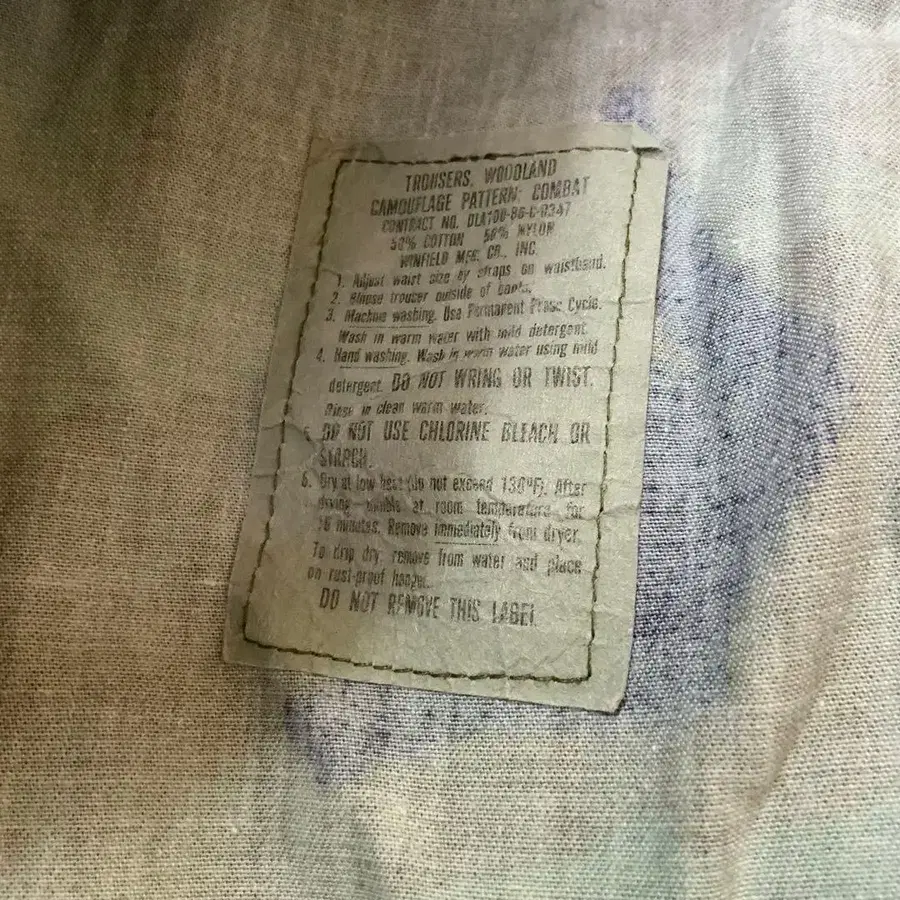 TROUSERS, WOODLAND
CAMOUFLAGE PATTERN: COMBAT
CONTRACT NO. DLA100-86-C-0347
50% COTTON 50% NYLON
WINFIELD MFG. CO., INC.
1. Adjust waist size by straps on waistband.
2. Blouse trouser outside of boots.
3. Machine washing. Use Permanent Press Cycle.
Wash in warm water with mild detergent.
4. Hand washing. Wash in warm water using mild
detergent. DO NOT WRING OR TWIST.
Rinse in clean warm water.
5. DO NOT USE CHLORINE BLEACH OR
STARCH.
6. Dry at low heat (do not exceed 130°F). After
drying tumble at room temperature for
10 minutes. Remove immediately from dryer.
To drip dry, remove from water and place
on rust-proof hanger.
DO NOT REMOVE THIS LABEL